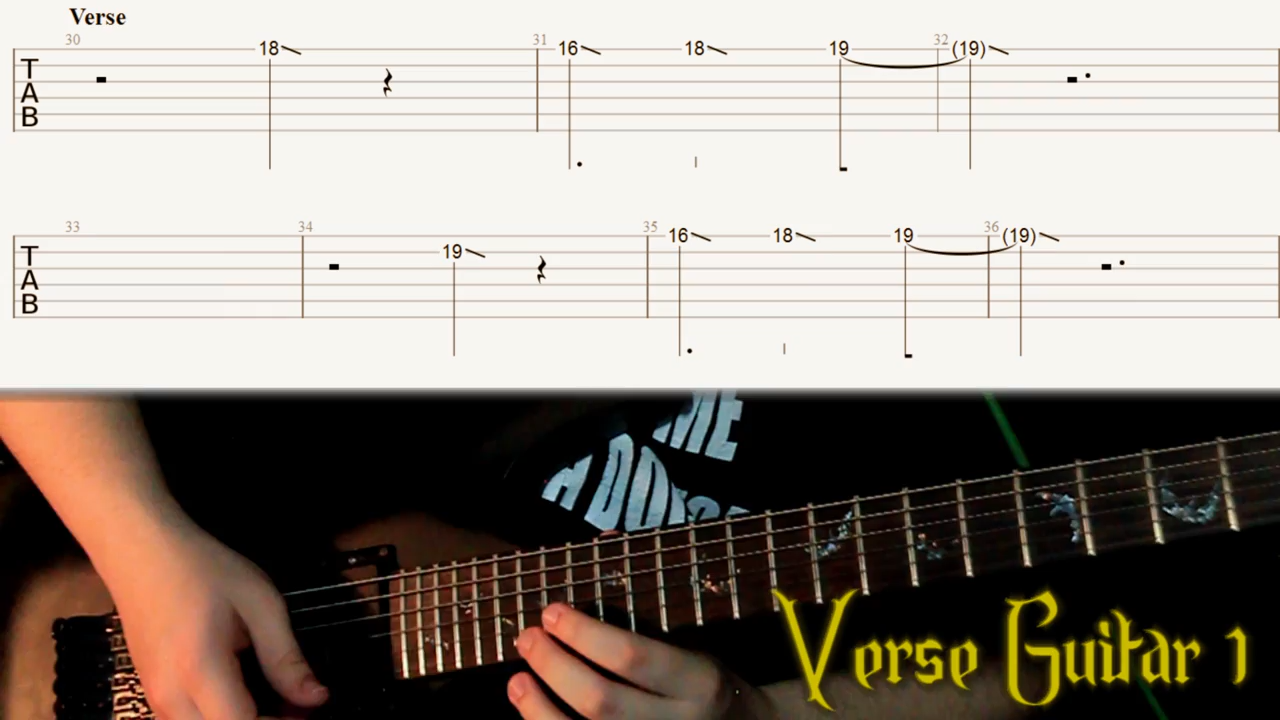 Verse
30 18 31 16 18 19 32 (19)
T
A
B
33 34 19 35 16 18 19 36 (19)
T
A
B
ME
Verse Guitar 1